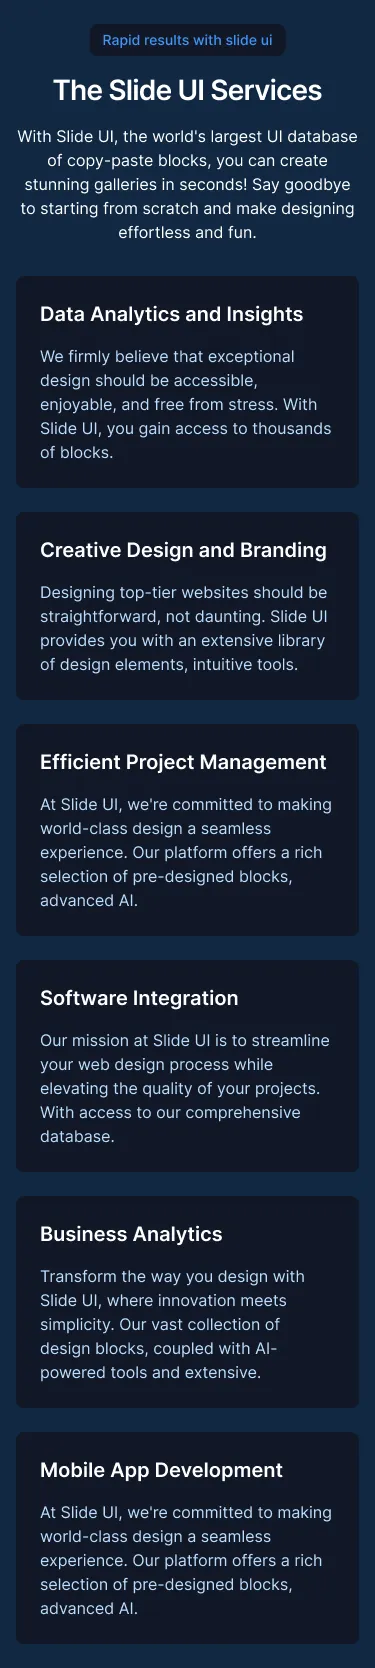 Rapid results with slide ui
The Slide UI Services
With Slide UI, the world's largest UI database
of copy-paste blocks, you can create
stunning galleries in seconds! Say goodbye
to starting from scratch and make designing
effortless and fun.
Data Analytics and Insights
We firmly believe that exceptional
design should be accessible,
enjoyable, and free from stress. With
Slide UI, you gain access to thousands
of blocks.
Creative Design and Branding
Designing top-tier websites should be
straightforward, not daunting. Slide UI
provides you with an extensive library
of design elements, intuitive tools.
Efficient Project Management
At Slide UI, we're committed to making
world-class design a seamless
experience. Our platform offers a rich
selection of pre-designed blocks,
advanced AI.
Software Integration
Our mission at Slide UI is to streamline
your web design process while
elevating the quality of your projects.
With access to our comprehensive
database.
Business Analytics
Transform the way you design with
Slide UI, where innovation meets
simplicity. Our vast collection of
design blocks, coupled with AI-
powered tools and extensive.
Mobile App Development
At Slide UI, we're committed to making
world-class design a seamless
experience. Our platform offers a rich
selection of pre-designed blocks,
advanced AI.